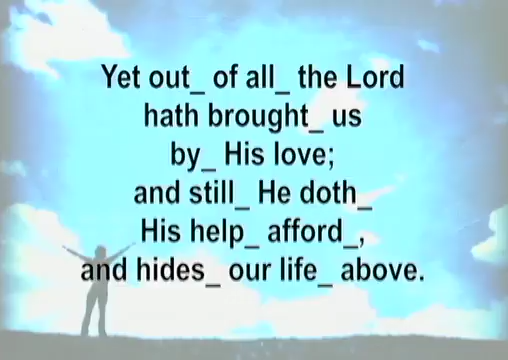 Yet out_ of all_ the Lord
hath brought_ us
by_ His love;
and still_ He doth_
His help_ afford_,
and hides_ our life_ above.